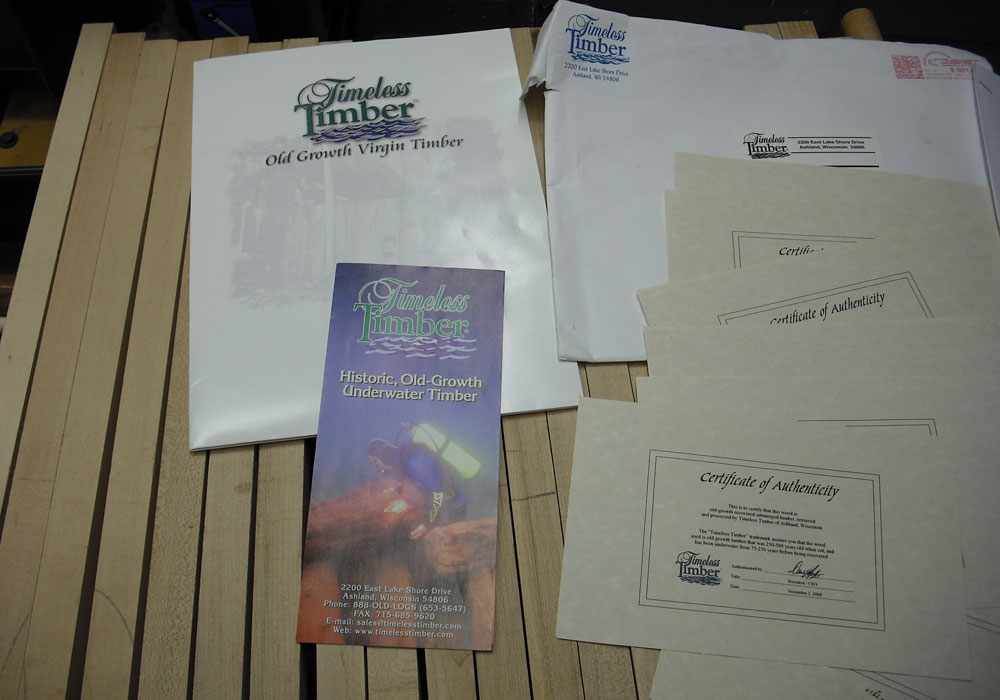 Timeless
Timber
Old Growth Virgin Timber
Timeless
Timber
2200 East Lake Shore Drive
Ashland, WI 54806
Timeless
Timber
2200 East Lake Shore Drive
Ashland, Wisconsin 54806
Timeless
Timber
Historic, Old-Growth
Underwater Timber
2200 East Lake Shore Drive
Ashland, Wisconsin 54806
Phone: 888-OLD-LOGS (653-5647)
FAX: 715-685-9620
E-mail: sales@timelesstimber.com
Web: www.timelesstimber.com
Certific
Certificate of Authenticity
Certificate of Authenticity
This is to certify that this wood is
old-growth recovered submerged lumber, retrieved
and processed by Timeless Timber of Ashland, Wisconsin
The "Timeless Timber" trademark assures you that the wood
used is old growth lumber that was 250-500 years old when cut, and
has been underwater from 75-250 years before being recovered
Timeless
Timber
Authenticated by:
Title
President / CEO
Date
November 1, 2008